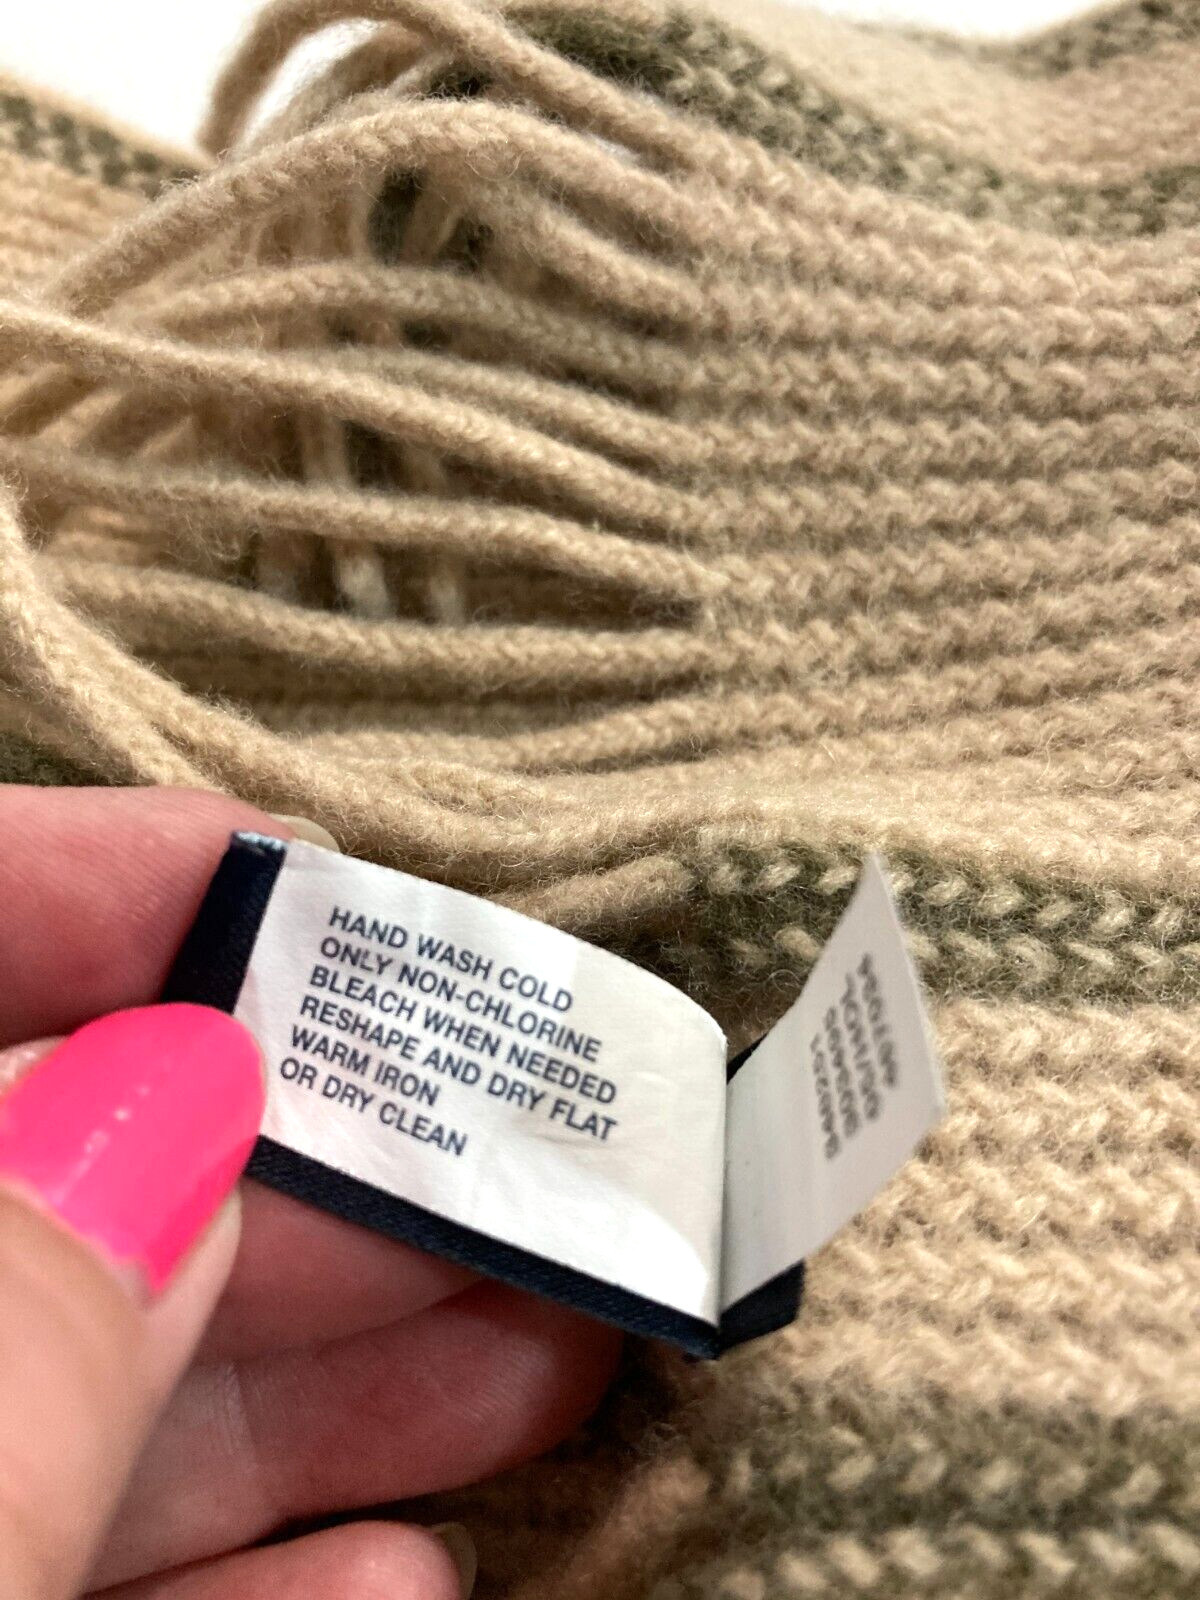 HAND WASH COLD
ONLY NON-CHLORINE
BLEACH WHEN NEEDED
RESHAPE AND DRY FLAT
WARM IRON
OR DRY CLEAN